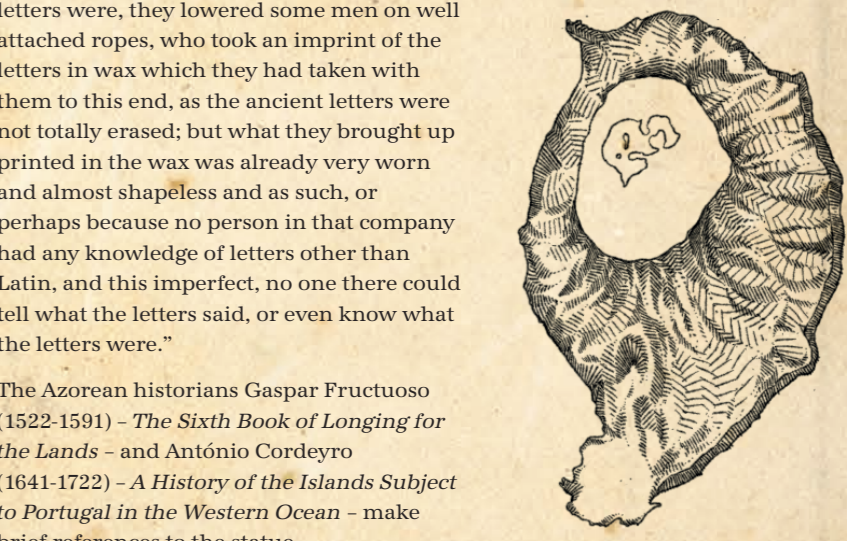 letters were, they lowered some men on well
attached ropes, who took an imprint of the
letters in wax which they had taken with
them to this end, as the ancient letters were
not totally erased; but what they brought up
printed in the wax was already very worn
and almost shapeless and as such, or
perhaps because no person in that company
had any knowledge of letters other than
Latin, and this imperfect, no one there could
tell what the letters said, or even know what
the letters were.”
The Azorean historians Gaspar Fructuoso
(1522-1591) – The Sixth Book of Longing for
the Lands – and António Cordeyro
(1641-1722) – A History of the Islands Subject
to Portugal in the Western Ocean – make
brief references to the statue